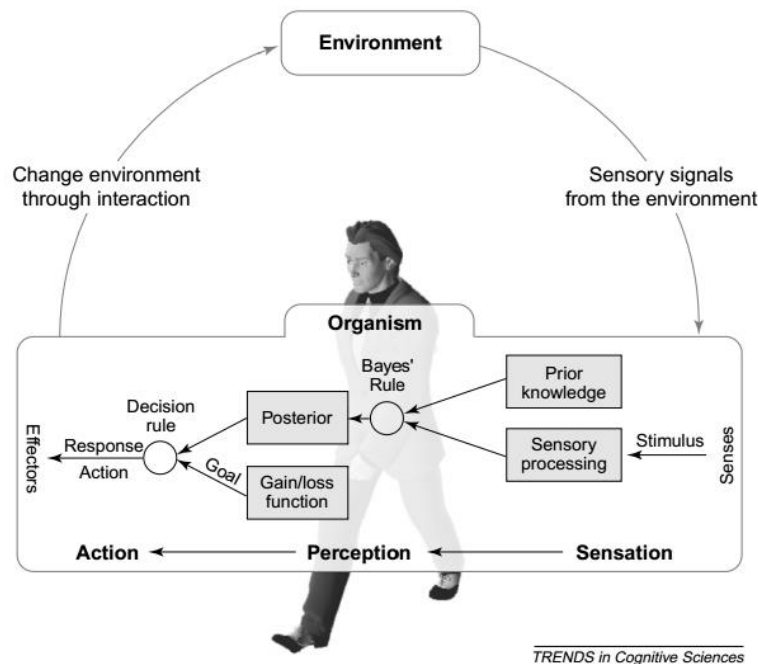 Environment
Change environment
through interaction
Sensory signals
from the environment
Organism
Bayes'
Rule
Prior
knowledge
Decision
rule
Posterior
Effectors
Response
Action
Goal
Gain/loss
function
Sensory
processing
Stimulus
Senses
Action
Perception
Sensation
TRENDS in Cognitive Sciences